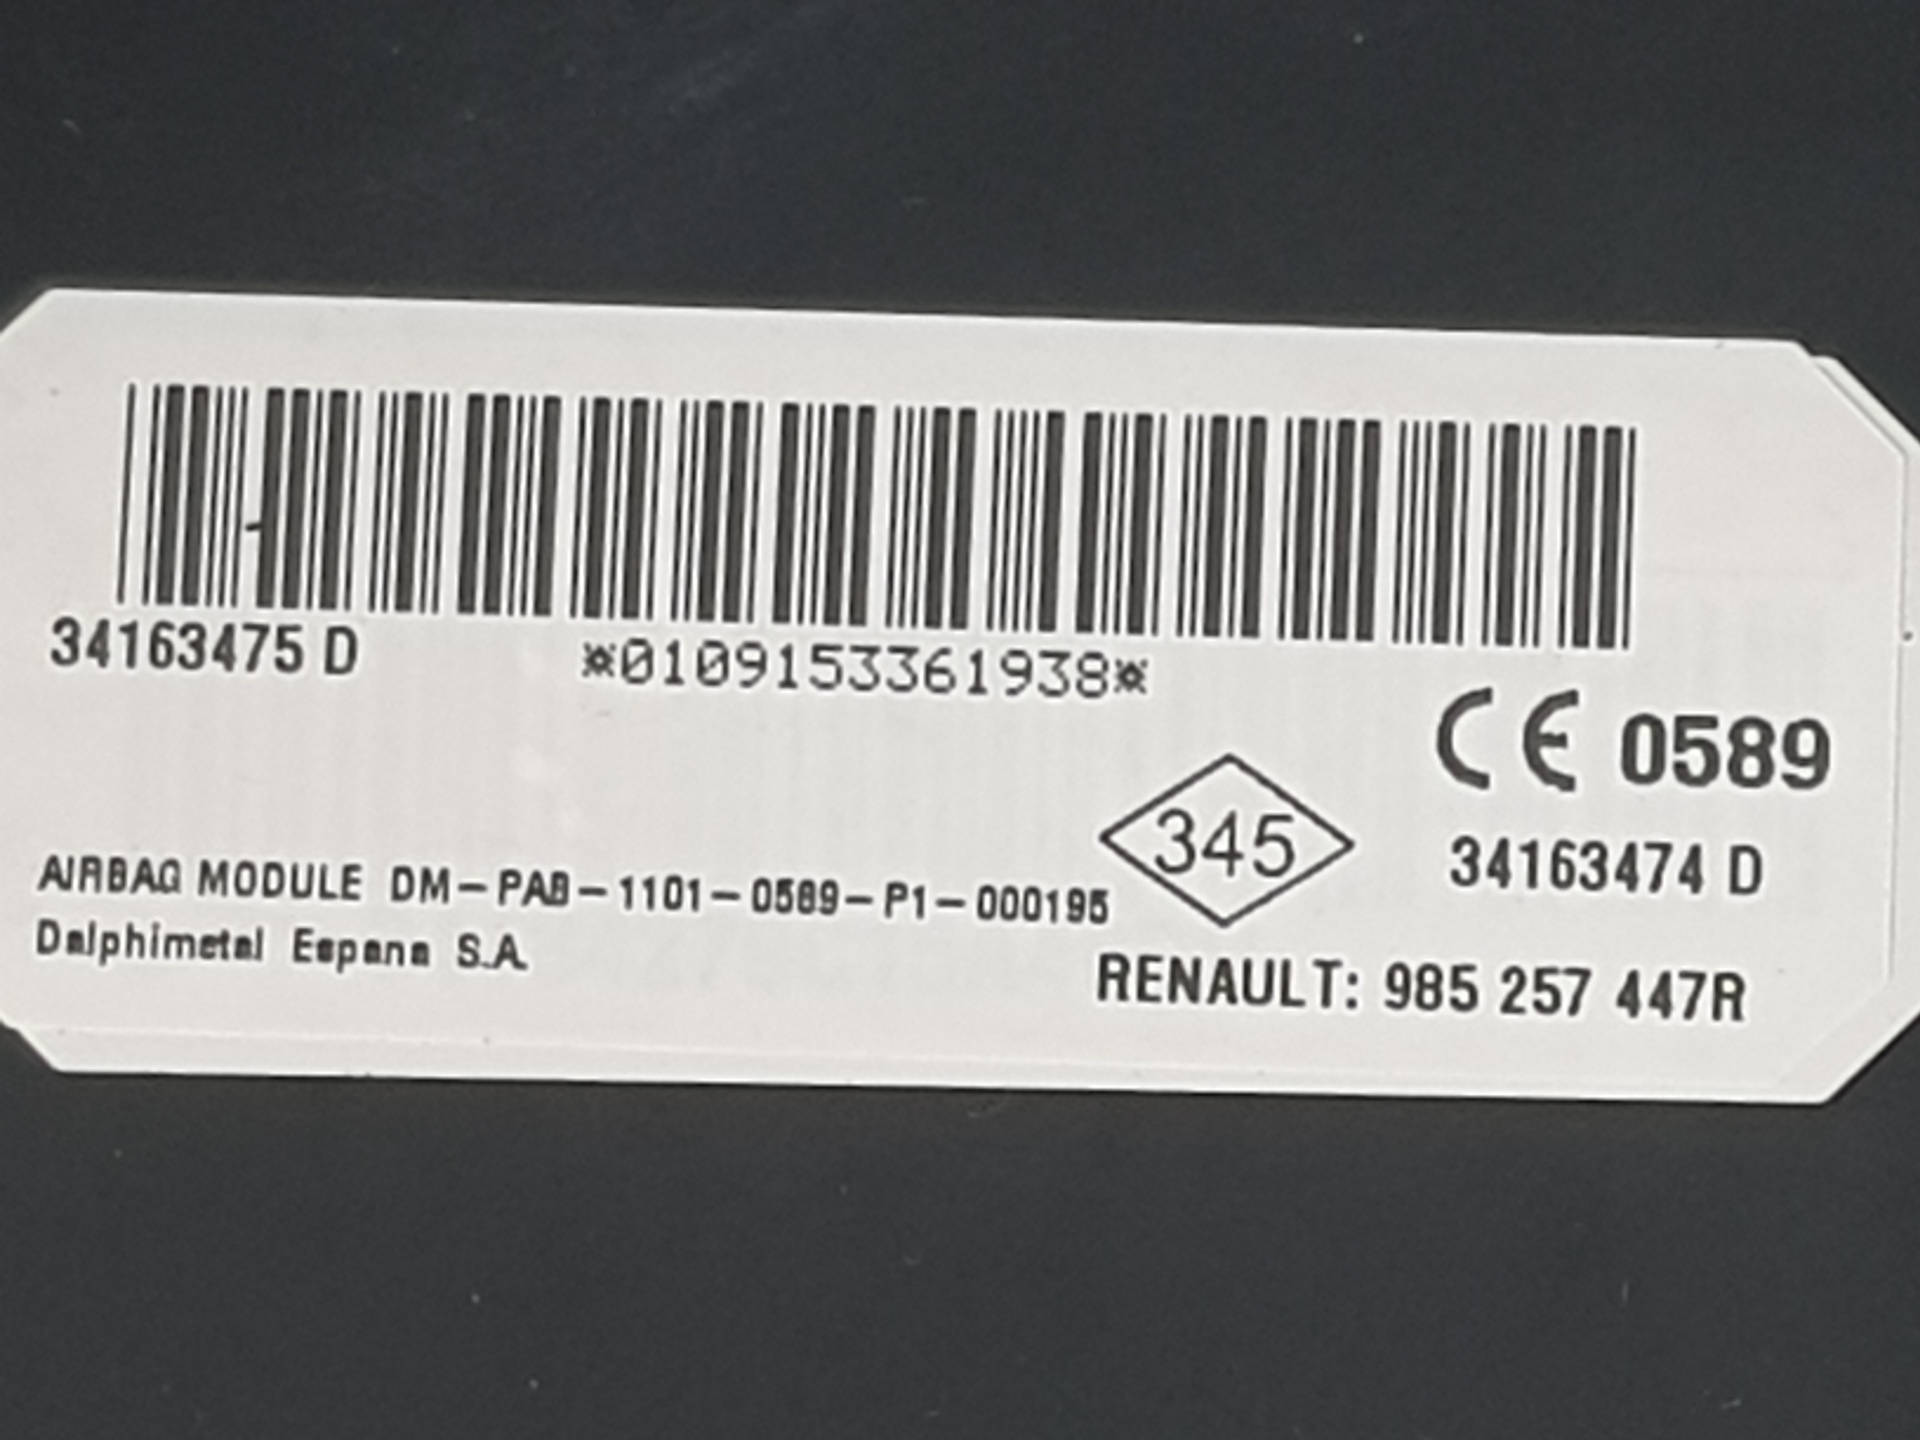 34163475 D
*0109153361938*
CE 0589
345
34163474 D
AIRBAG MODULE DM-PAB-1101-0589-P1-000195
Dalphimetal Espana S.A.
RENAULT: 985 257 447R